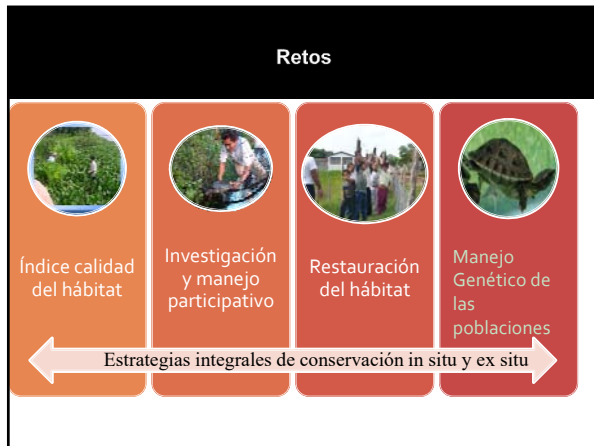 Retos
Índice calidad
del hábitat
Investigación
y manejo
participativo
Restauración
del hábitat
Manejo
Genético de
las
poblaciones
Estrategias integrales de conservación in situ y ex situ